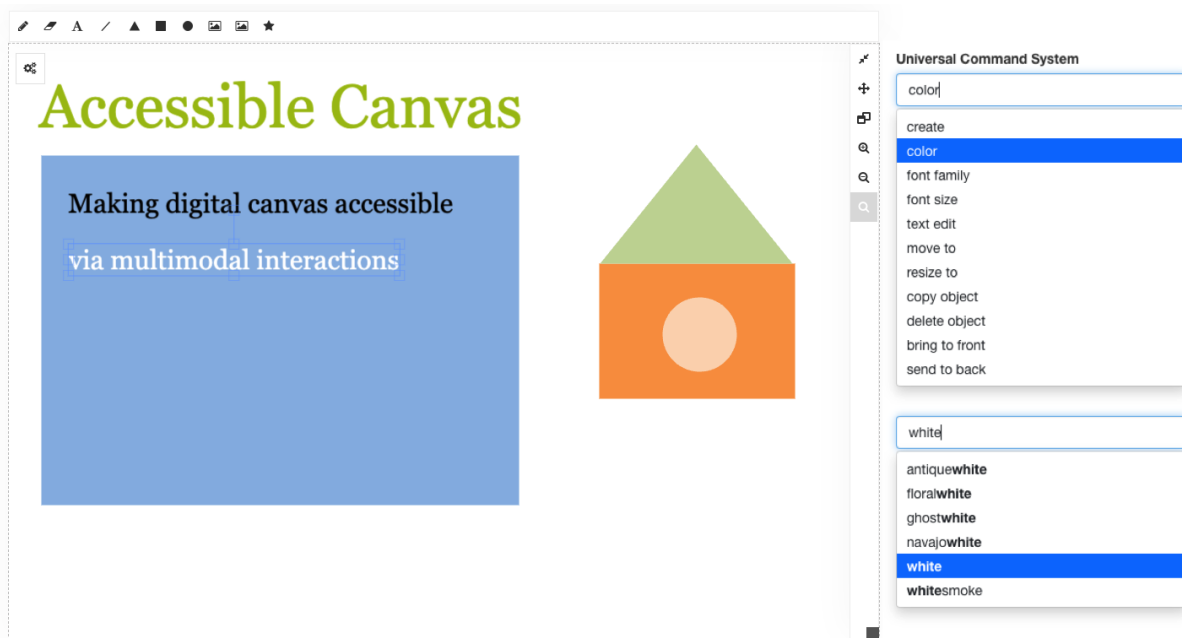 A
Accessible Canvas
Making digital canvas accessible
via multimodal interactions
Universal Command System
color
create
color
font family
font size
text edit
move to
resize to
copy object
delete object
bring to front
send to back
white
antiquewhite
floralwhite
ghostwhite
navajowhite
white
whitesmoke